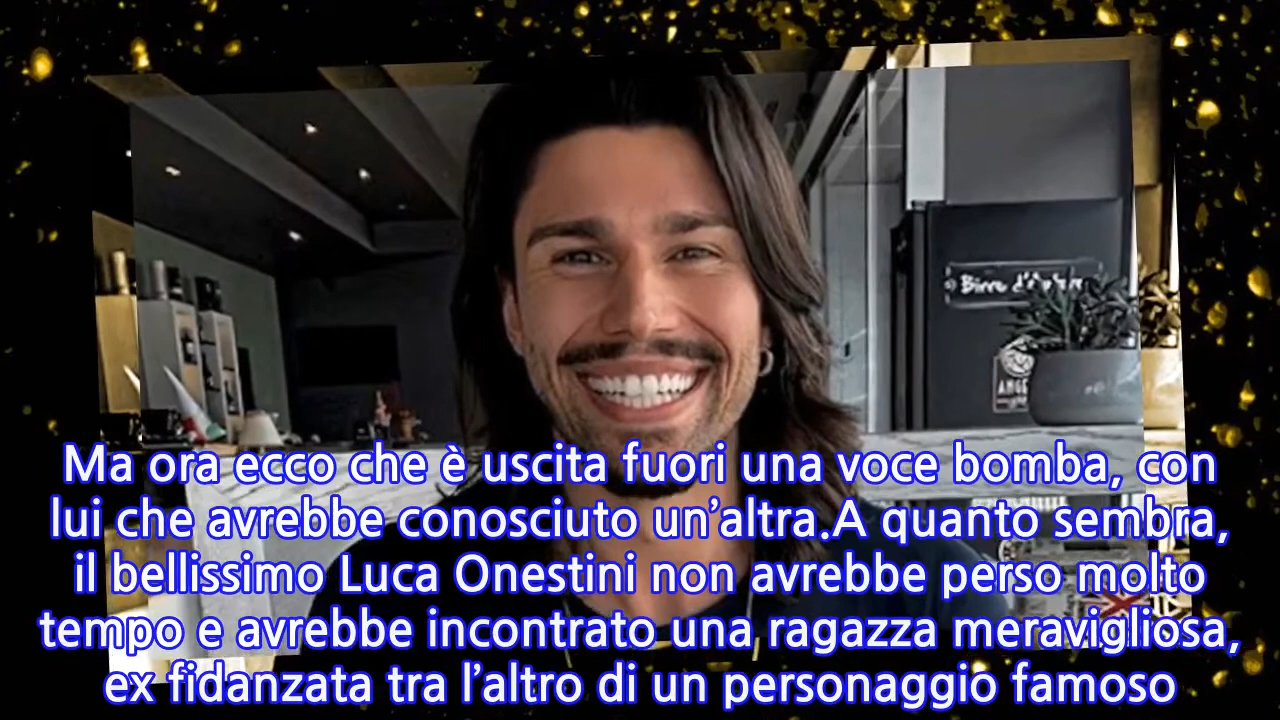 Birre d'
ANGE
Ma ora ecco che è uscita fuori una voce bomba, con
lui che avrebbe conosciuto un’altra.A quanto sembra,
il bellissimo Luca Onestini non avrebbe perso molto
tempo e avrebbe incontrato una ragazza meravigliosa,
ex fidanzata tra l’altro di un personaggio famoso